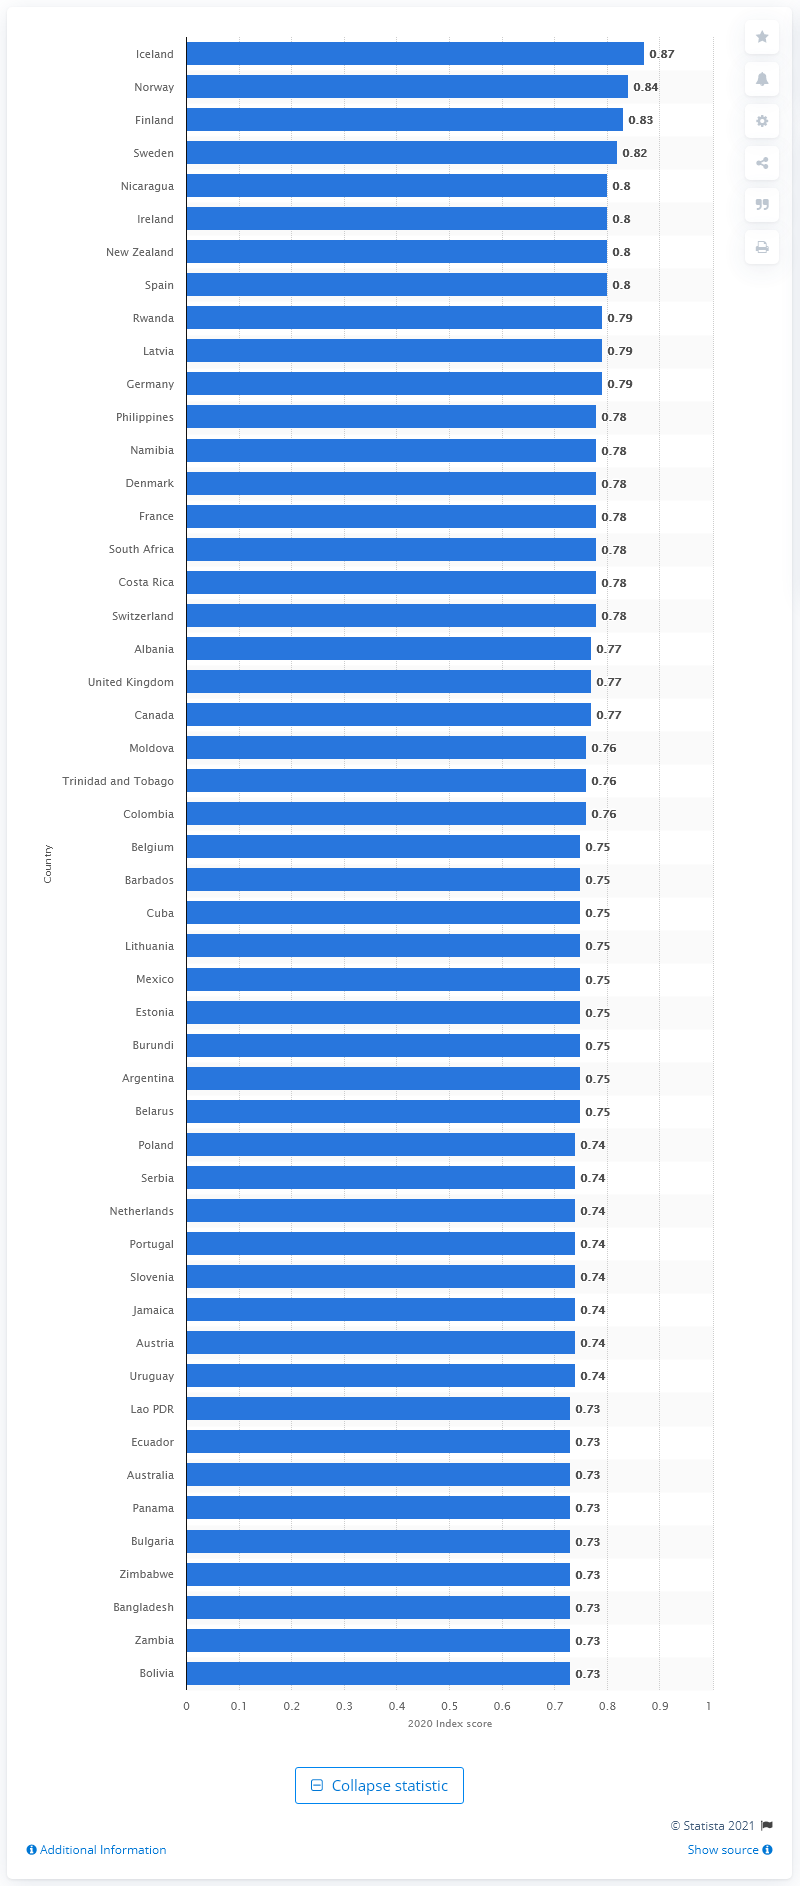 Iceland 0.87
Norway 0.84
Finland 0.83
Sweden 0.82
Nicaragua 0.8
Ireland 0.8
New Zealand 0.8
Spain 0.8
Rwanda 0.79
Latvia 0.79
Germany 0.79
Philippines 0.78
Namibia 0.78
Denmark 0.78
France 0.78
South Africa 0.78
Costa Rica 0.78
Switzerland 0.78
Albania 0.77
United Kingdom 0.77
Canada 0.77
Moldova 0.76
Trinidad and Tobago 0.76
Colombia 0.76
Belgium 0.75
Country
Barbados 0.75
Cuba 0.75
Lithuania 0.75
Mexico 0.75
Estonia 0.75
Burundi 0.75
Argentina 0.75
Belarus 0.75
Poland 0.74
Serbia 0.74
Netherlands 0.74
Portugal 0.74
Slovenia 0.74
Jamaica 0.74
Austria 0.74
Uruguay 0.74
Lao PDR 0.73
Ecuador 0.73
Australia 0.73
Panama 0.73
Bulgaria 0.73
Zimbabwe 0.73
Bangladesh 0.73
Zambia 0.73
Bolivia 0.73
0 0.1 0.2 0.3 0.4 0.5 0.6 0.7 0.8 0.9 1
2020 Index score
Collapse statistic
© Statista 2021
Additional Information
Show source